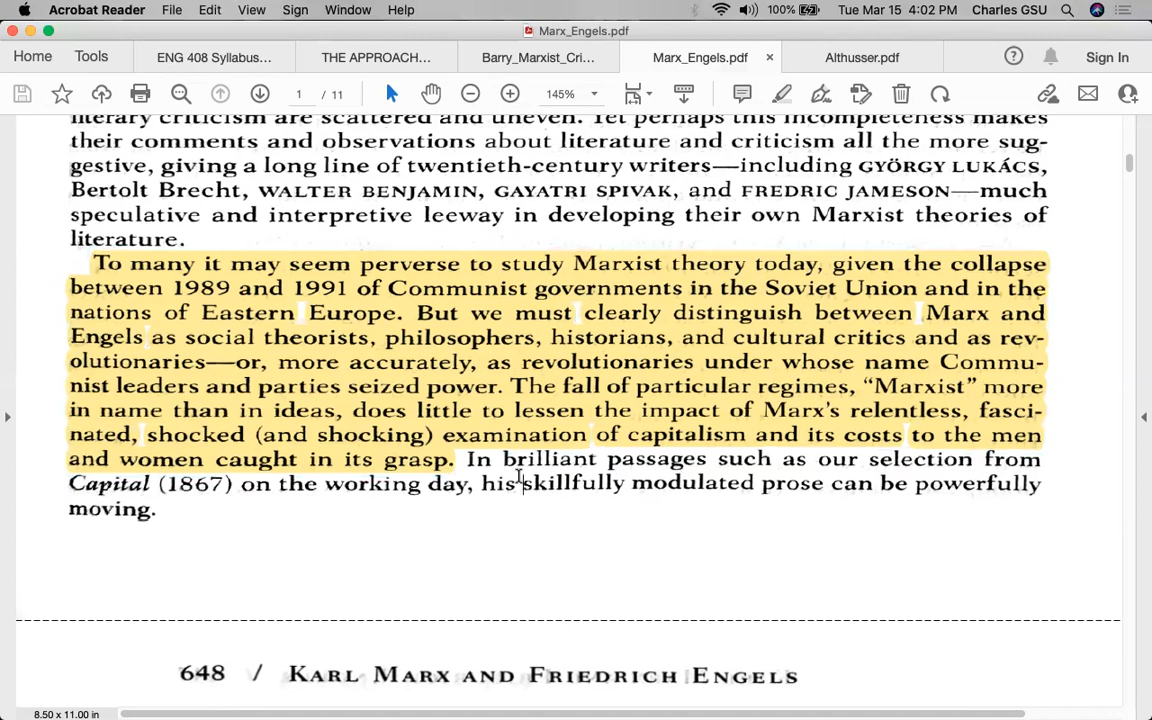 Acrobat Reader File Edit View Sign Window Help 100% Tue Mar 15 4:02 PM Charles GSU
Marx_Engels.pdf
Home Tools ENG 408 Syllabus... THE APPROACH... Barry_Marxist_Cri... Marx_Engels.pdf × Althusser.pdf Sign In
1 / 11 145%
literary criticism are scattered and uneven. Yet perhaps this incompleteness makes
their comments and observations about literature and criticism all the more sug-
gestive, giving a long line of twentieth-century writers—including GYÖRGY LUKÁCS,
Bertolt Brecht, WALTER BENJAMIN, GAYATRI SPIVAK, and FREDRIC JAMESON—much
speculative and interpretive leeway in developing their own Marxist theories of
literature.
To many it may seem perverse to study Marxist theory today, given the collapse
between 1989 and 1991 of Communist governments in the Soviet Union and in the
nations of Eastern Europe. But we must clearly distinguish between Marx and
Engels as social theorists, philosophers, historians, and cultural critics and as rev-
olutionaries—or, more accurately, as revolutionaries under whose name Commu-
nist leaders and parties seized power. The fall of particular regimes, “Marxist” more
in name than in ideas, does little to lessen the impact of Marx’s relentless, fasci-
nated, shocked (and shocking) examination of capitalism and its costs to the men
and women caught in its grasp. In brilliant passages such as our selection from
Capital (1867) on the working day, his skillfully modulated prose can be powerfully
moving.
648 / KARL MARX AND FRIEDRICH ENGELS
8.50 x 11.00 in